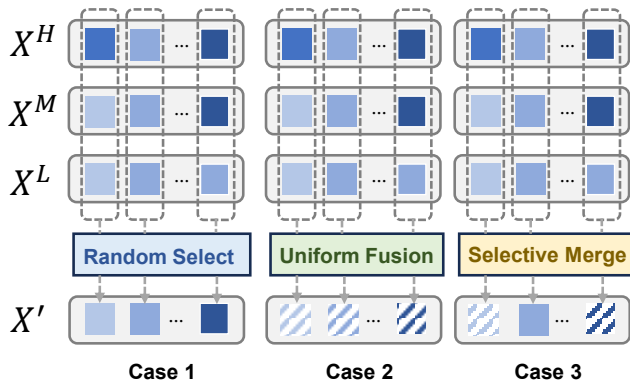 X^H ... ... ...
X^M ... ... ...
X^L ... ... ...
Random Select Uniform Fusion Selective Merge
X' ... ... ...
Case 1 Case 2 Case 3